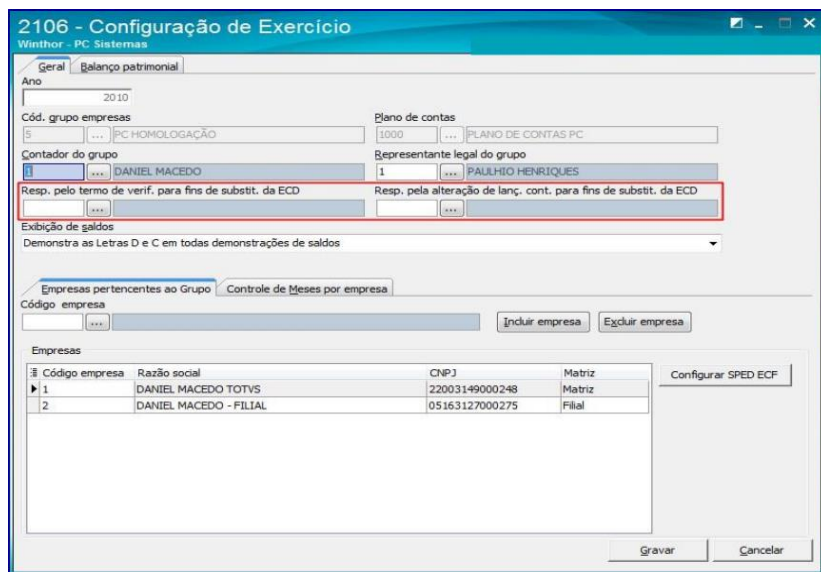 2106 - Configuração de Exercício
Winthor - PC Sistemas
Geral Balanço patrimonial
Ano
2010
Cód. grupo empresas Plano de contas
5 ... PC HOMOLOGAÇÃO 1000 ... PLANO DE CONTAS PC
Contador do grupo Representante legal do grupo
1 ... DANIEL MACEDO 1 ... PAULHIO HENRIQUES
Resp. pelo termo de verif. para fins de substit. da ECD Resp. pela alteração de lanç. cont. para fins de substit. da ECD
... ...
Exibição de saldos
Demonstra as Letras D e C em todas demonstrações de saldos
Empresas pertencentes ao Grupo Controle de Meses por empresa
Código empresa
... Incluir empresa Excluir empresa
Empresas
Código empresa Razão social CNPJ Matriz Configurar SPED ECF
1 DANIEL MACEDO TOTVS 22003149000248 Matriz
2 DANIEL MACEDO - FILIAL 05163127000275 Filial
Gravar Cancelar